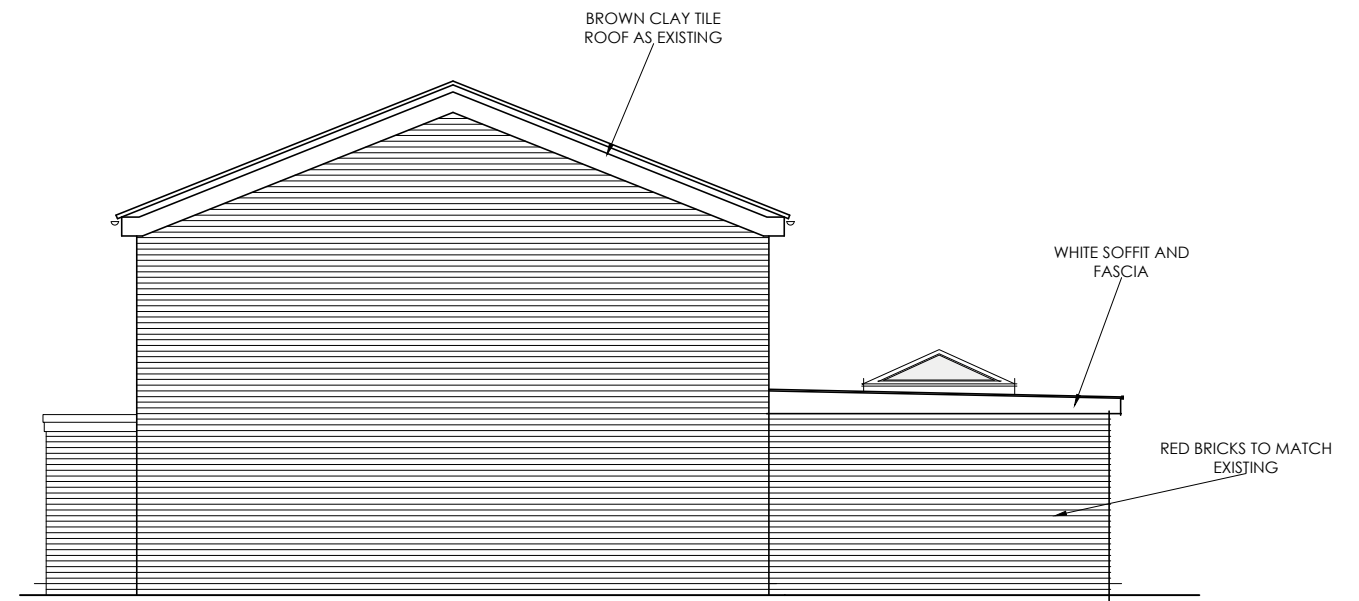 BROWN CLAY TILE
ROOF AS EXISTING
WHITE SOFFIT AND
FASCIA
RED BRICKS TO MATCH
EXISTING